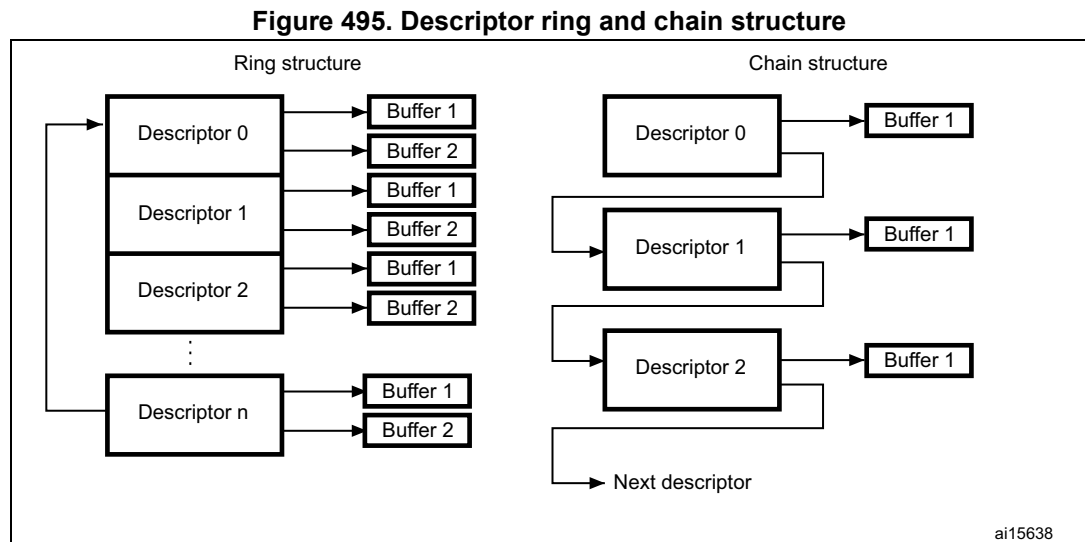 Figure 495. Descriptor ring and chain structure
Ring structure
Descriptor 0
Buffer 1
Buffer 2
Descriptor 1
Buffer 1
Buffer 2
Descriptor 2
Buffer 1
Buffer 2
Descriptor n
Buffer 1
Buffer 2
Chain structure
Descriptor 0
Buffer 1
Descriptor 1
Buffer 1
Descriptor 2
Buffer 1
Next descriptor
ai15638